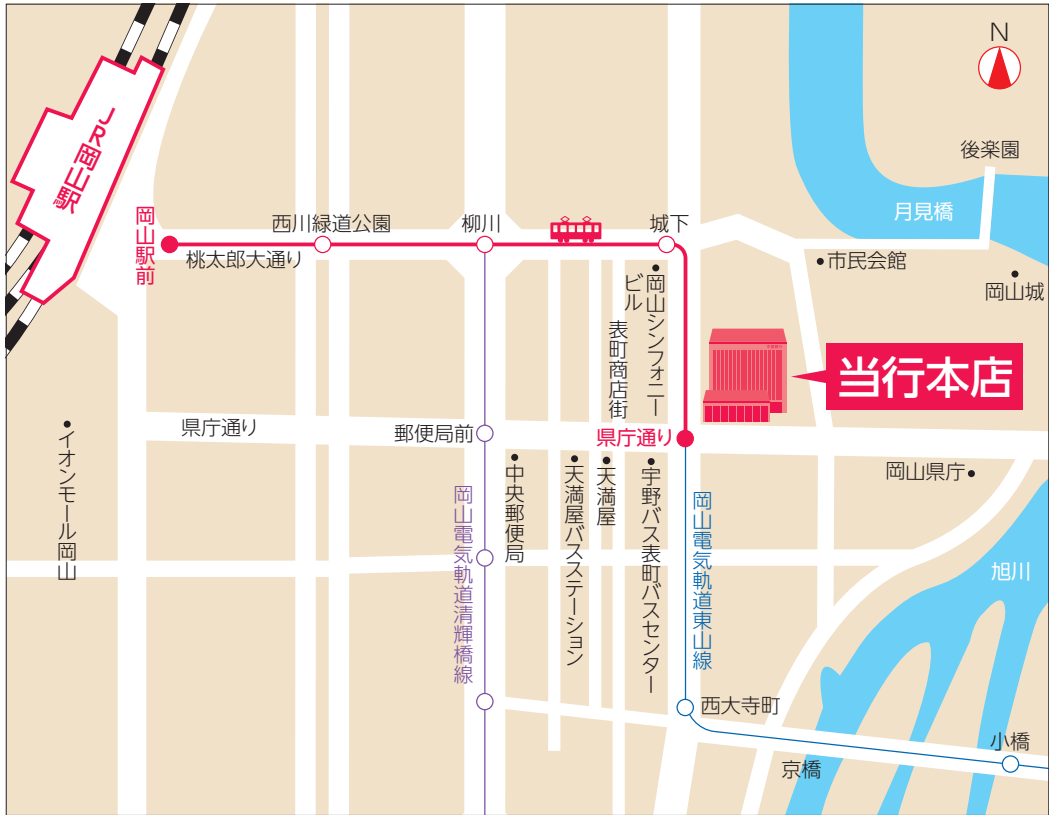 N
JR岡山駅
後楽園
月見橋
岡山駅前
西川緑道公園
柳川
城下
桃太郎大通り
市民会館
岡山城
岡山シンフォニー
ビル
表町商店街
当行本店
県庁通り
郵便局前
県庁通り
イオンモール岡山
岡山県庁
中央郵便局
天満屋バスステーション
天満屋
宇野バス表町バスセンター
岡山電気軌道清輝橋線
岡山電気軌道東山線
旭川
西大寺町
小橋
京橋